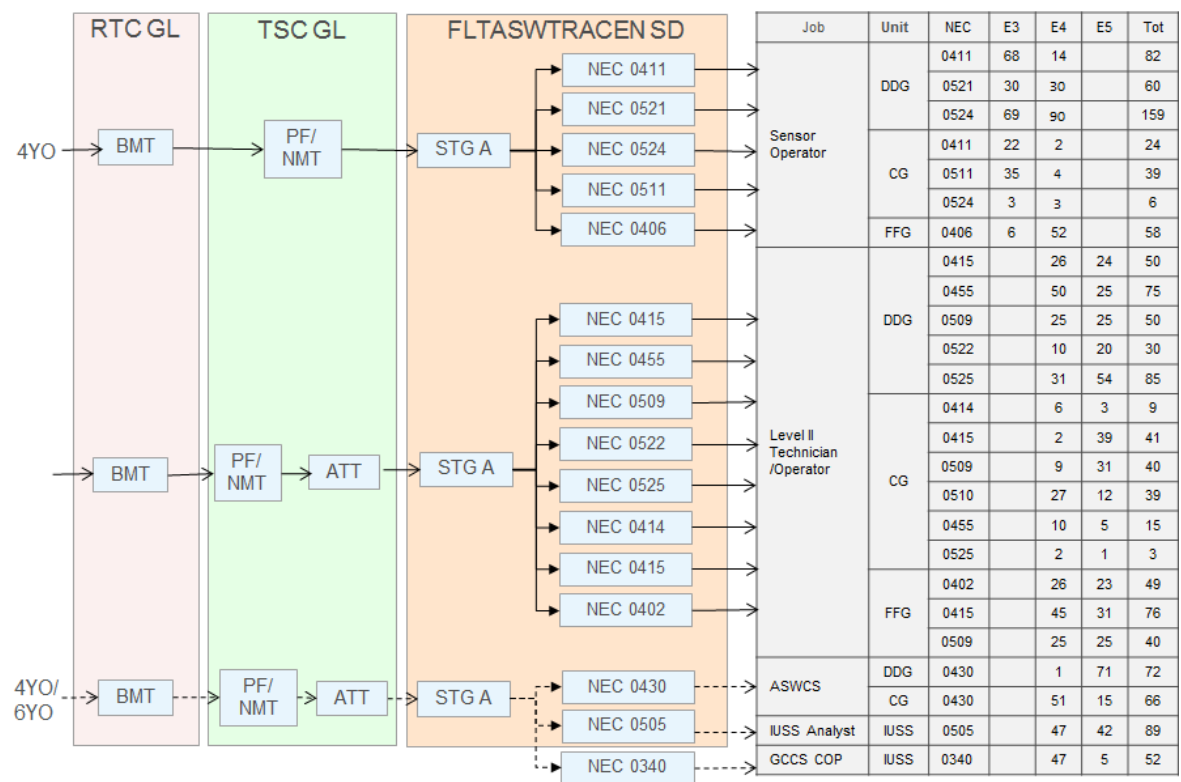 RTC GL
TSC GL
FLTASWTRACEN SD
4YO
BMT
PF/
NMT
STG A
NEC 0411
NEC 0521
NEC 0524
NEC 0511
NEC 0406
BMT
PF/
NMT
ATT
STG A
NEC 0415
NEC 0455
NEC 0509
NEC 0522
NEC 0525
NEC 0414
NEC 0415
NEC 0402
4YO/
6YO
BMT
PF/
NMT
ATT
STG A
NEC 0430
NEC 0505
NEC 0340
Job Unit NEC E3 E4 E5 Tot
Sensor
Operator
DDG
0411 68 14 82
0521 30 30 60
0524 69 90 159
CG
0411 22 2 24
0511 35 4 39
0524 3 3 6
FFG 0406 6 52 58
Level II
Technician
/Operator
DDG
0415 26 24 50
0455 50 25 75
0509 25 25 50
0522 10 20 30
0525 31 54 85
CG
0414 6 3 9
0415 2 39 41
0509 9 31 40
0510 27 12 39
0455 10 5 15
0525 2 1 3
FFG
0402 26 23 49
0415 45 31 76
0509 25 25 40
ASWCS
DDG 0430 1 71 72
CG 0430 51 15 66
IUSS Analyst IUSS 0505 47 42 89
GCCS COP IUSS 0340 47 5 52